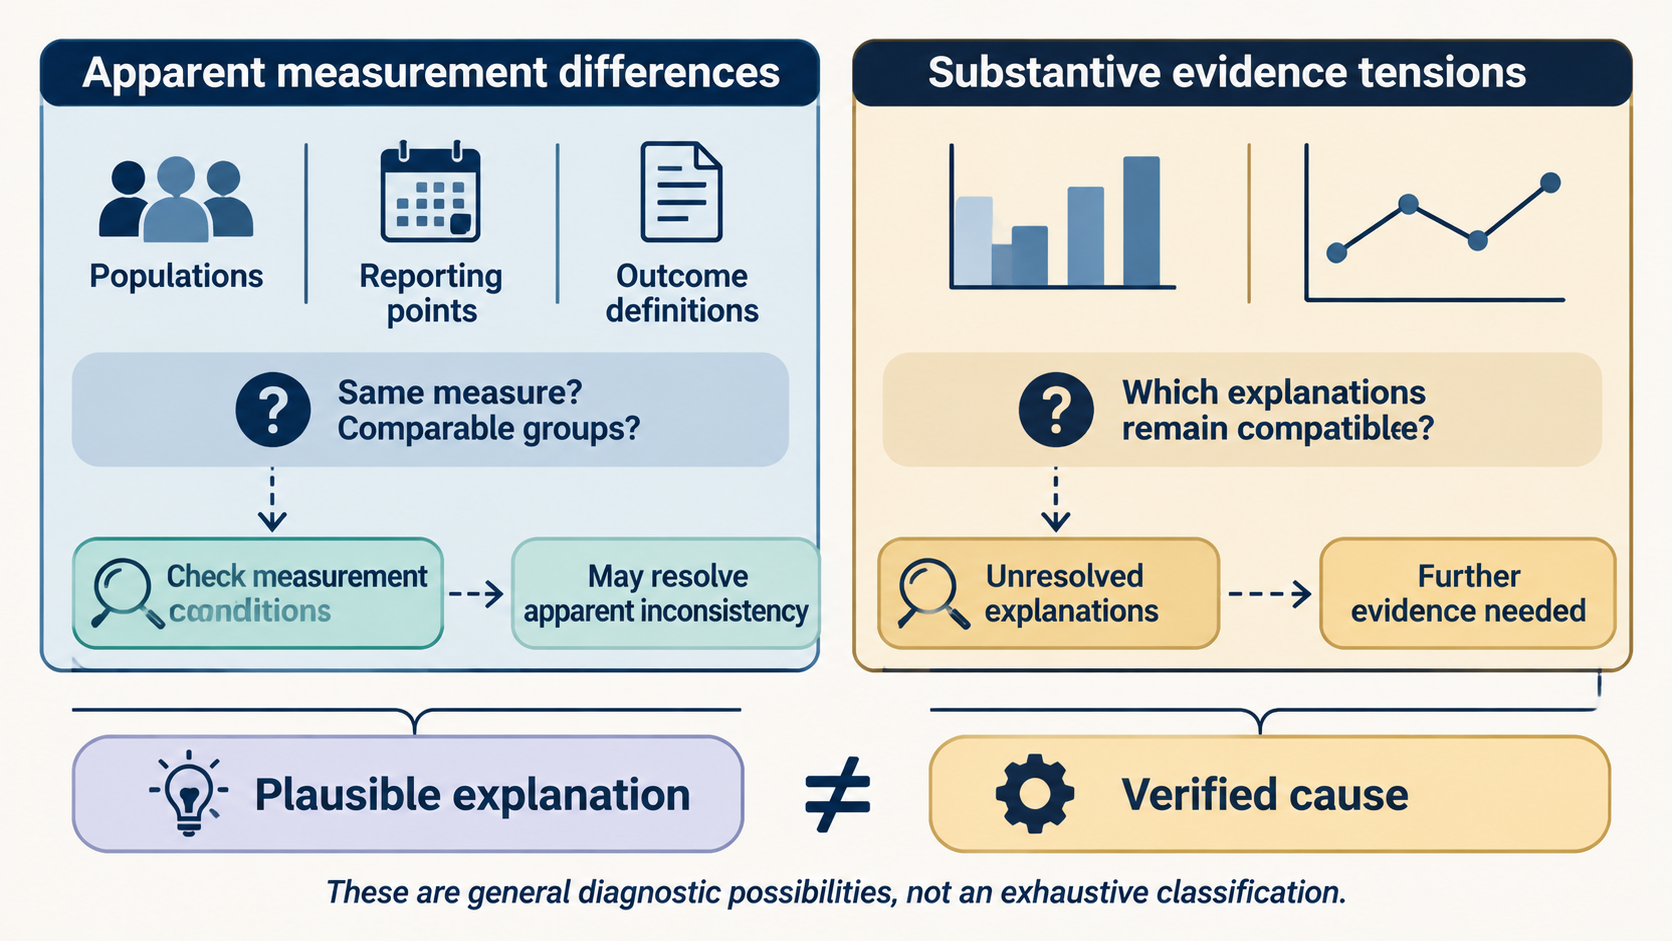 Apparent measurement differences
Populations
Reporting
points
Outcome
definitions
Same measure?
Comparable groups?
Check measurement
conditions
May resolve
apparent inconsistency
Substantive evidence tensions
Which explanations
remain compatible?
Unresolved
explanations
Further
evidence needed
Plausible explanation
≠
Verified cause
These are general diagnostic possibilities, not an exhaustive classification.